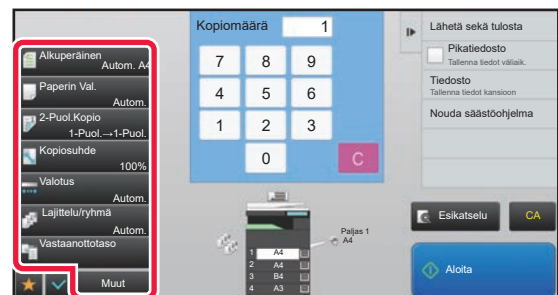 Alkuperäinen
Autom. A4
Paperin Val.
Autom.
2-Puol.Kopio
1-Puol.→1-Puol.
Kopiosuhde
100%
Valotus
Autom.
Lajittelu/ryhmä
Autom.
Vastaanottotaso
Muut
Kopiomäärä 1
7 8 9
4 5 6
1 2 3
0 C
Paljas 1
A4
1 A4
2 A4
3 B4
4 A3
Lähetä sekä tulosta
Pikatiedosto
Tallenna tiedot väliaik.
Tiedosto
Tallenna tiedot kansioon
Nouda säästöohjelma
Esikatselu
CA
Aloita